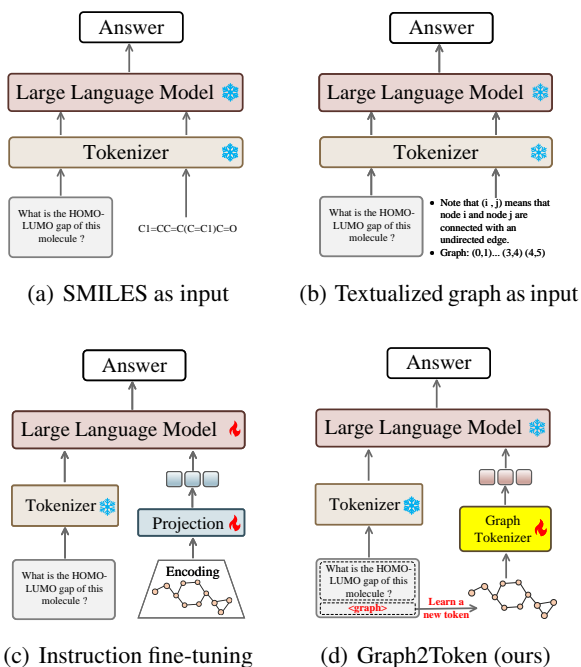 Answer
Large Language Model
Tokenizer
What is the HOMO-
LUMO gap of this
molecule ?
C1=CC=C(C=C1)C=O
(a) SMILES as input
Answer
Large Language Model
Tokenizer
What is the HOMO-
LUMO gap of this
molecule ?
• Note that (i , j) means that
node i and node j are
connected with an
undirected edge.
• Graph: (0,1)... (3,4) (4,5)
(b) Textualized graph as input
Answer
Large Language Model
Tokenizer
Projection
What is the HOMO-
LUMO gap of this
molecule ?
Encoding
(c) Instruction fine-tuning
Answer
Large Language Model
Tokenizer
Graph
Tokenizer
What is the HOMO-
LUMO gap of this
molecule ?
<graph>
Learn a
new token
(d) Graph2Token (ours)